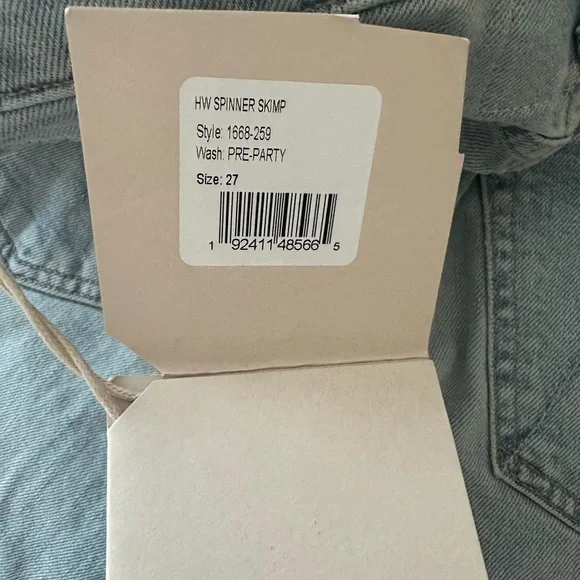 HW SPINNER SKIMP
Style: 1668-259
Wash: PRE-PARTY
Size: 27
1 92411 48566 5